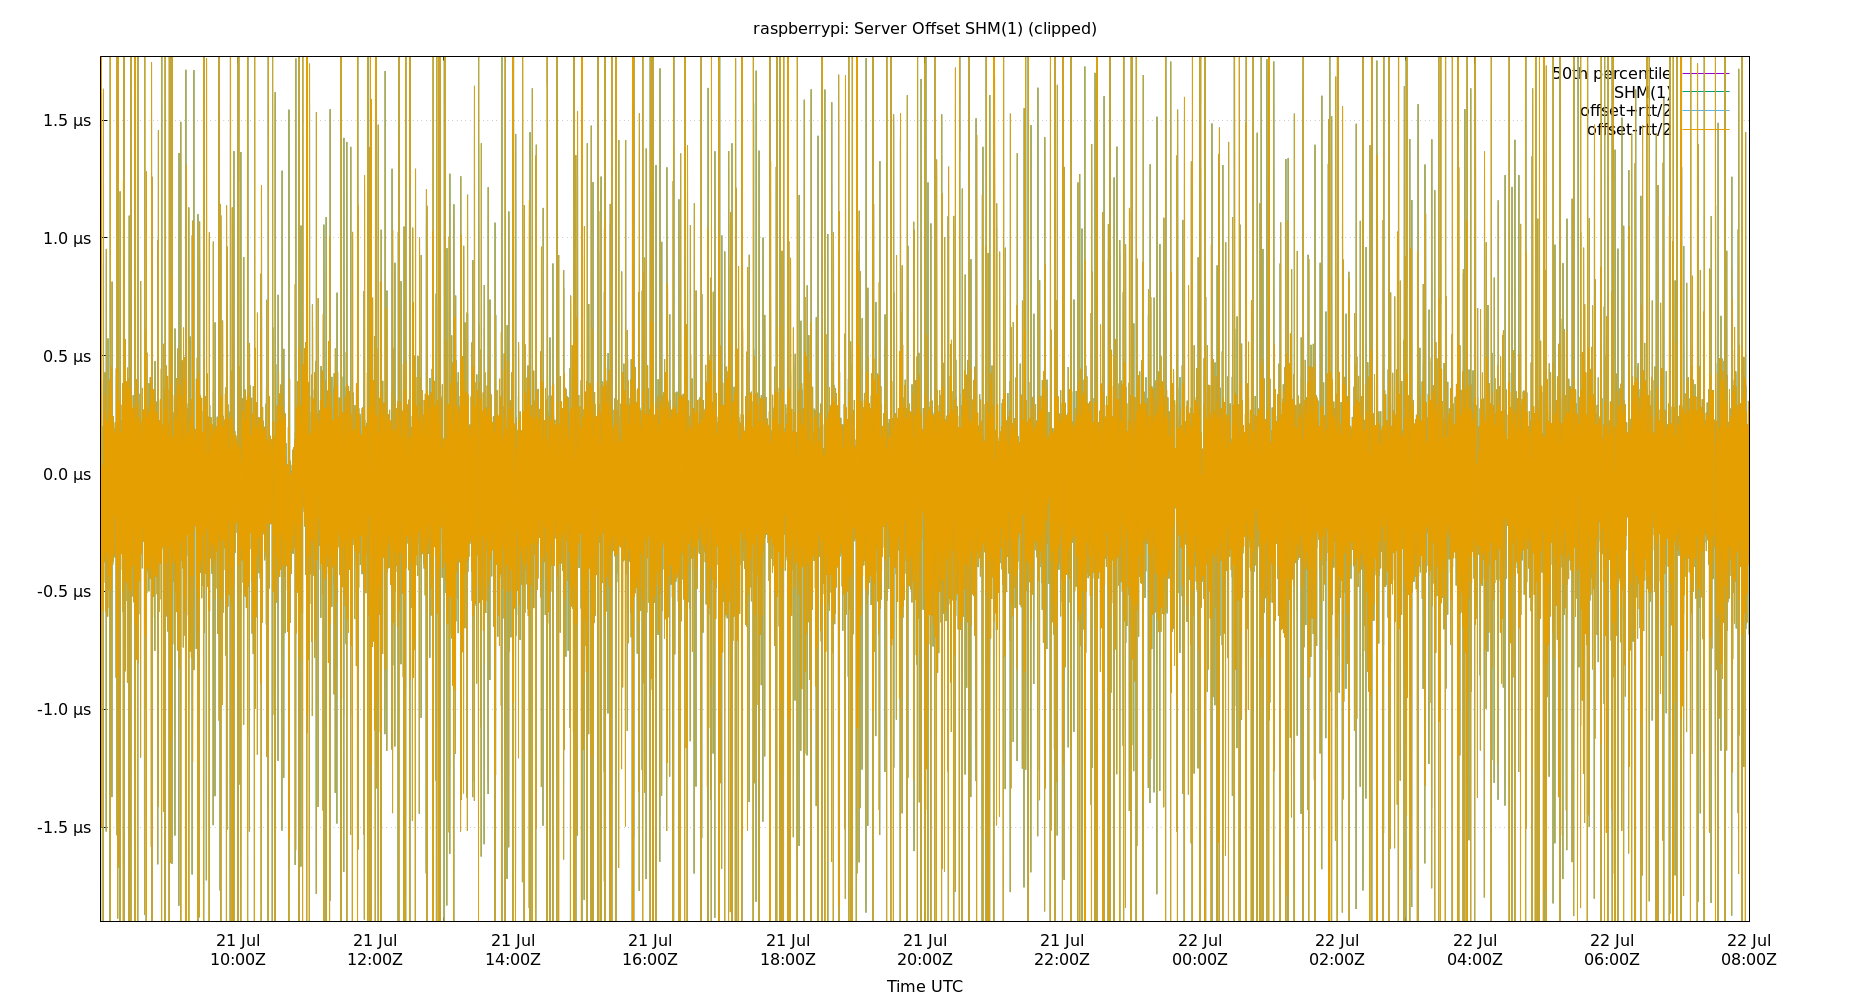 raspberrypi: Server Offset SHM(1) (clipped)
50th percentile
SHM(1)
offset+rtt/2
offset-rtt/2
1.5 µs
1.0 µs
0.5 µs
0.0 µs
-0.5 µs
-1.0 µs
-1.5 µs
21 Jul 21 Jul 21 Jul 21 Jul 21 Jul 21 Jul 21 Jul 22 Jul 22 Jul 22 Jul 22 Jul 22 Jul
10:00Z 12:00Z 14:00Z 16:00Z 18:00Z 20:00Z 22:00Z 00:00Z 02:00Z 04:00Z 06:00Z 08:00Z
Time UTC